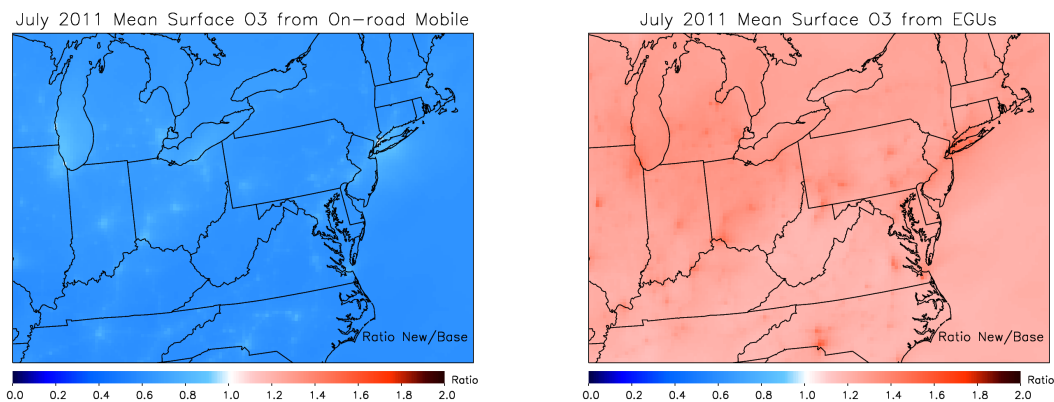 July 2011 Mean Surface O3 from On-road Mobile
Ratio New/Base
0.0 0.2 0.4 0.6 0.8 1.0 1.2 1.4 1.6 1.8 2.0
Ratio
July 2011 Mean Surface O3 from EGUs
Ratio New/Base
0.0 0.2 0.4 0.6 0.8 1.0 1.2 1.4 1.6 1.8 2.0
Ratio